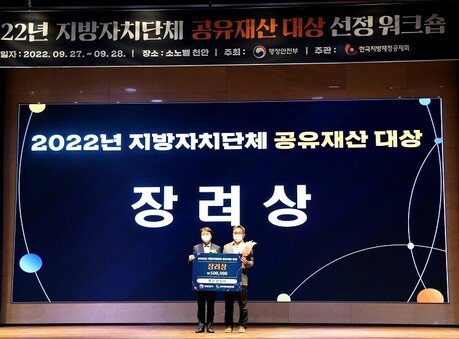 22년 지방자치단체 공유재산 대상 선정 워크숍
일자 : 2022. 09. 27. ~ 09. 28. | 장소 : 소노벨 천안 | 주최 : 행정안전부 | 주관 : 한국지방재정공제회
2022년 지방자치단체 공유재산 대상
장려상
장려상
₩ 500,000